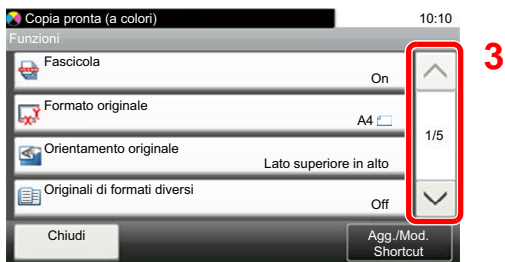 Copia pronta (a colori)
10:10
Funzioni
3
Fascicola
On
Formato originale
A4
1/5
Orientamento originale
Lato superiore in alto
Originali di formati diversi
Off
Chiudi
Agg./Mod.
Shortcut